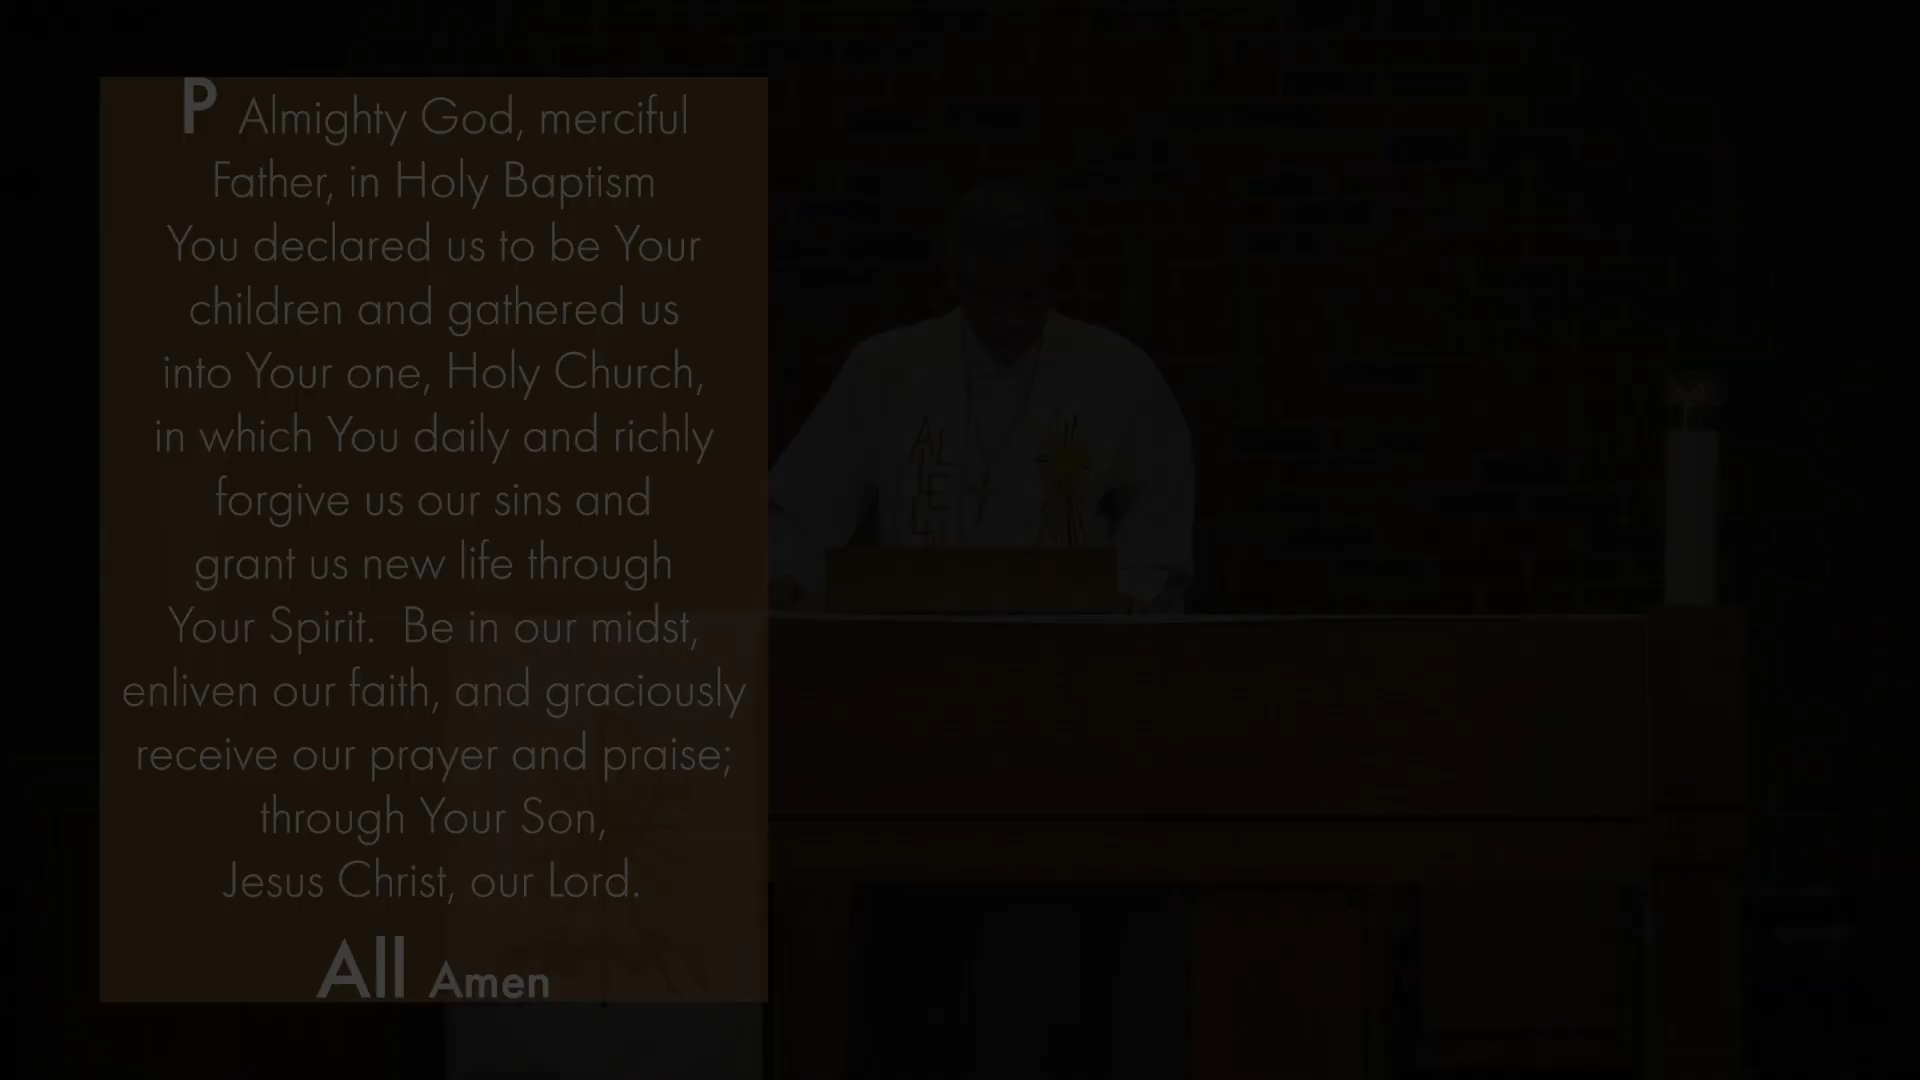 P Almighty God, merciful
Father, in Holy Baptism
You declared us to be Your
children and gathered us
into Your one, Holy Church,
in which You daily and richly
forgive us our sins and
grant us new life through
Your Spirit.  Be in our midst,
enliven our faith, and graciously
receive our prayer and praise;
through Your Son,
Jesus Christ, our Lord.
All Amen
AL
LE
L